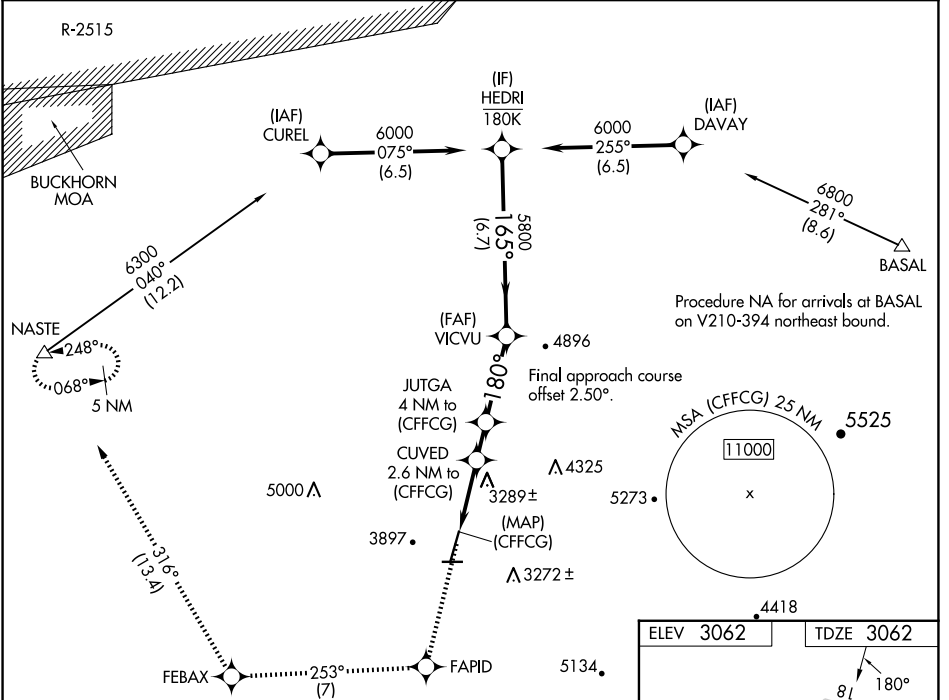 R-2515
BUCKHORN
MOA
(IAF)
CUREL
6000
075°
(6.5)
(IF)
HEDRI
180K
6000
255°
(6.5)
(IAF)
DAVAY
6800
281°
(8.6)
BASAL
Procedure NA for arrivals at BASAL
on V210-394 northeast bound.
5800
165°
(6.7)
6300
040°
(12.2)
NASTE
248°
068°
5 NM
(FAF)
VICVU
4896
180°
Final approach course
offset 2.50°.
JUTGA
4 NM to
(CFFCG)
CUVED
2.6 NM to
(CFFCG)
MSA (CFFCG) 25 NM
11000
x
5525
5273
4325
5000
3289±
(MAP)
(CFFCG)
3897
3272±
316°
(13.4)
4418
FEBAX
253°
(7)
FAPID
5134
ELEV 3062
TDZE 3062
180°
18